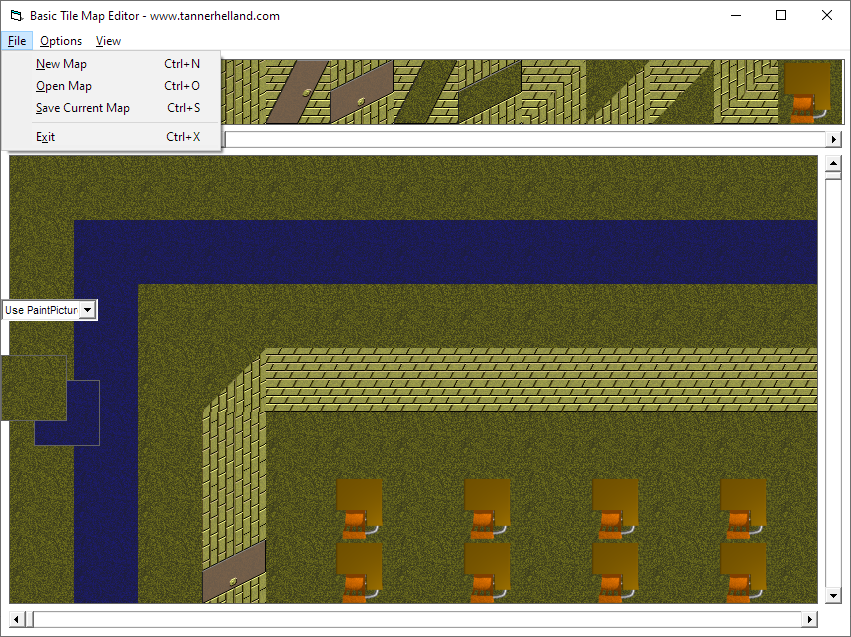 Basic Tile Map Editor - www.tannerhelland.com
File Options View
New Map Ctrl+N
Open Map Ctrl+O
Save Current Map Ctrl+S
Exit Ctrl+X
Use PaintPictur